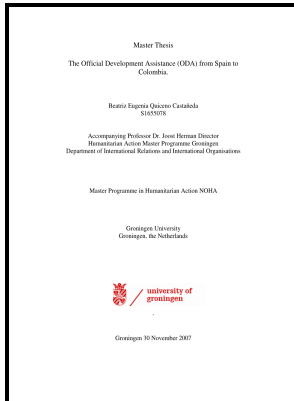 Master Thesis
The Official Development Assistance (ODA) from Spain to
Colombia.
Beatriz Eugenia Quiceno Castañeda
S1655078
Accompanying Professor Dr. Joost Herman Director
Humanitarian Action Master Programme Groningen
Department of International Relations and International Organisations
Master Programme in Humanitarian Action NOHA
Groningen University
Groningen, the Netherlands
university of
groningen
.
Groningen 30 November 2007